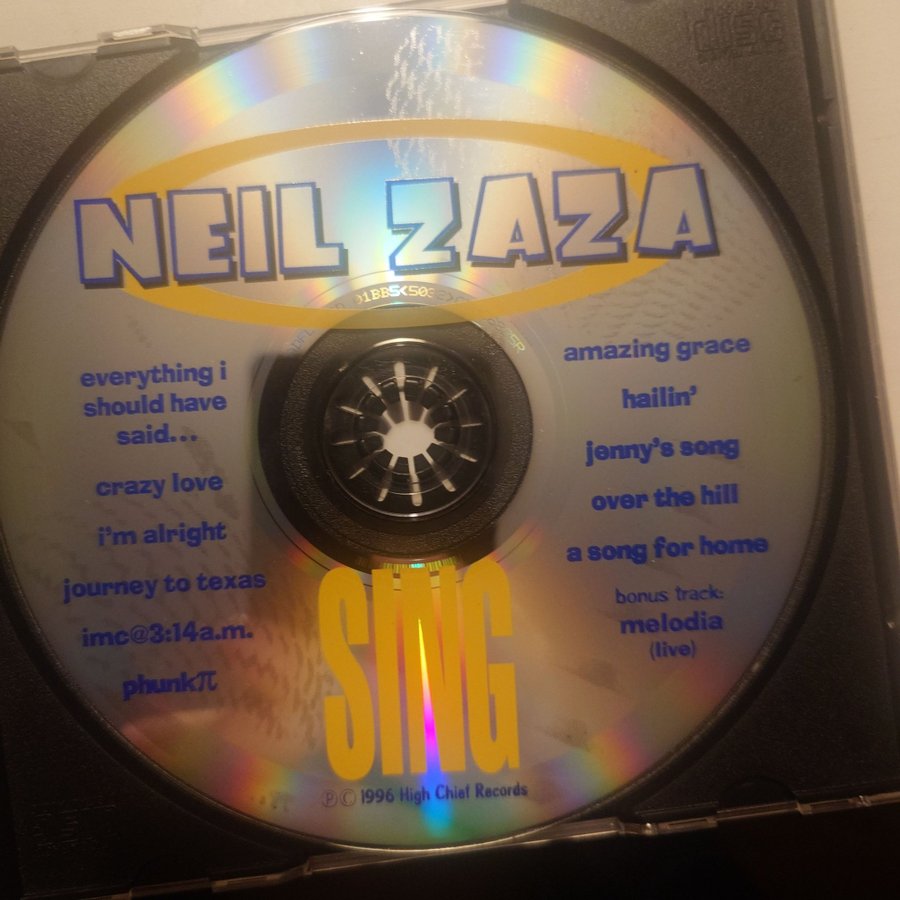 NEIL ZAZA
everything i
should have
said...
crazy love
i'm alright
journey to texas
imc@3:14a.m.
phunkπ
amazing grace
hailin'
jenny's song
over the hill
a song for home
bonus track:
melodia
(live)
SING
℗© 1996 High Chief Records